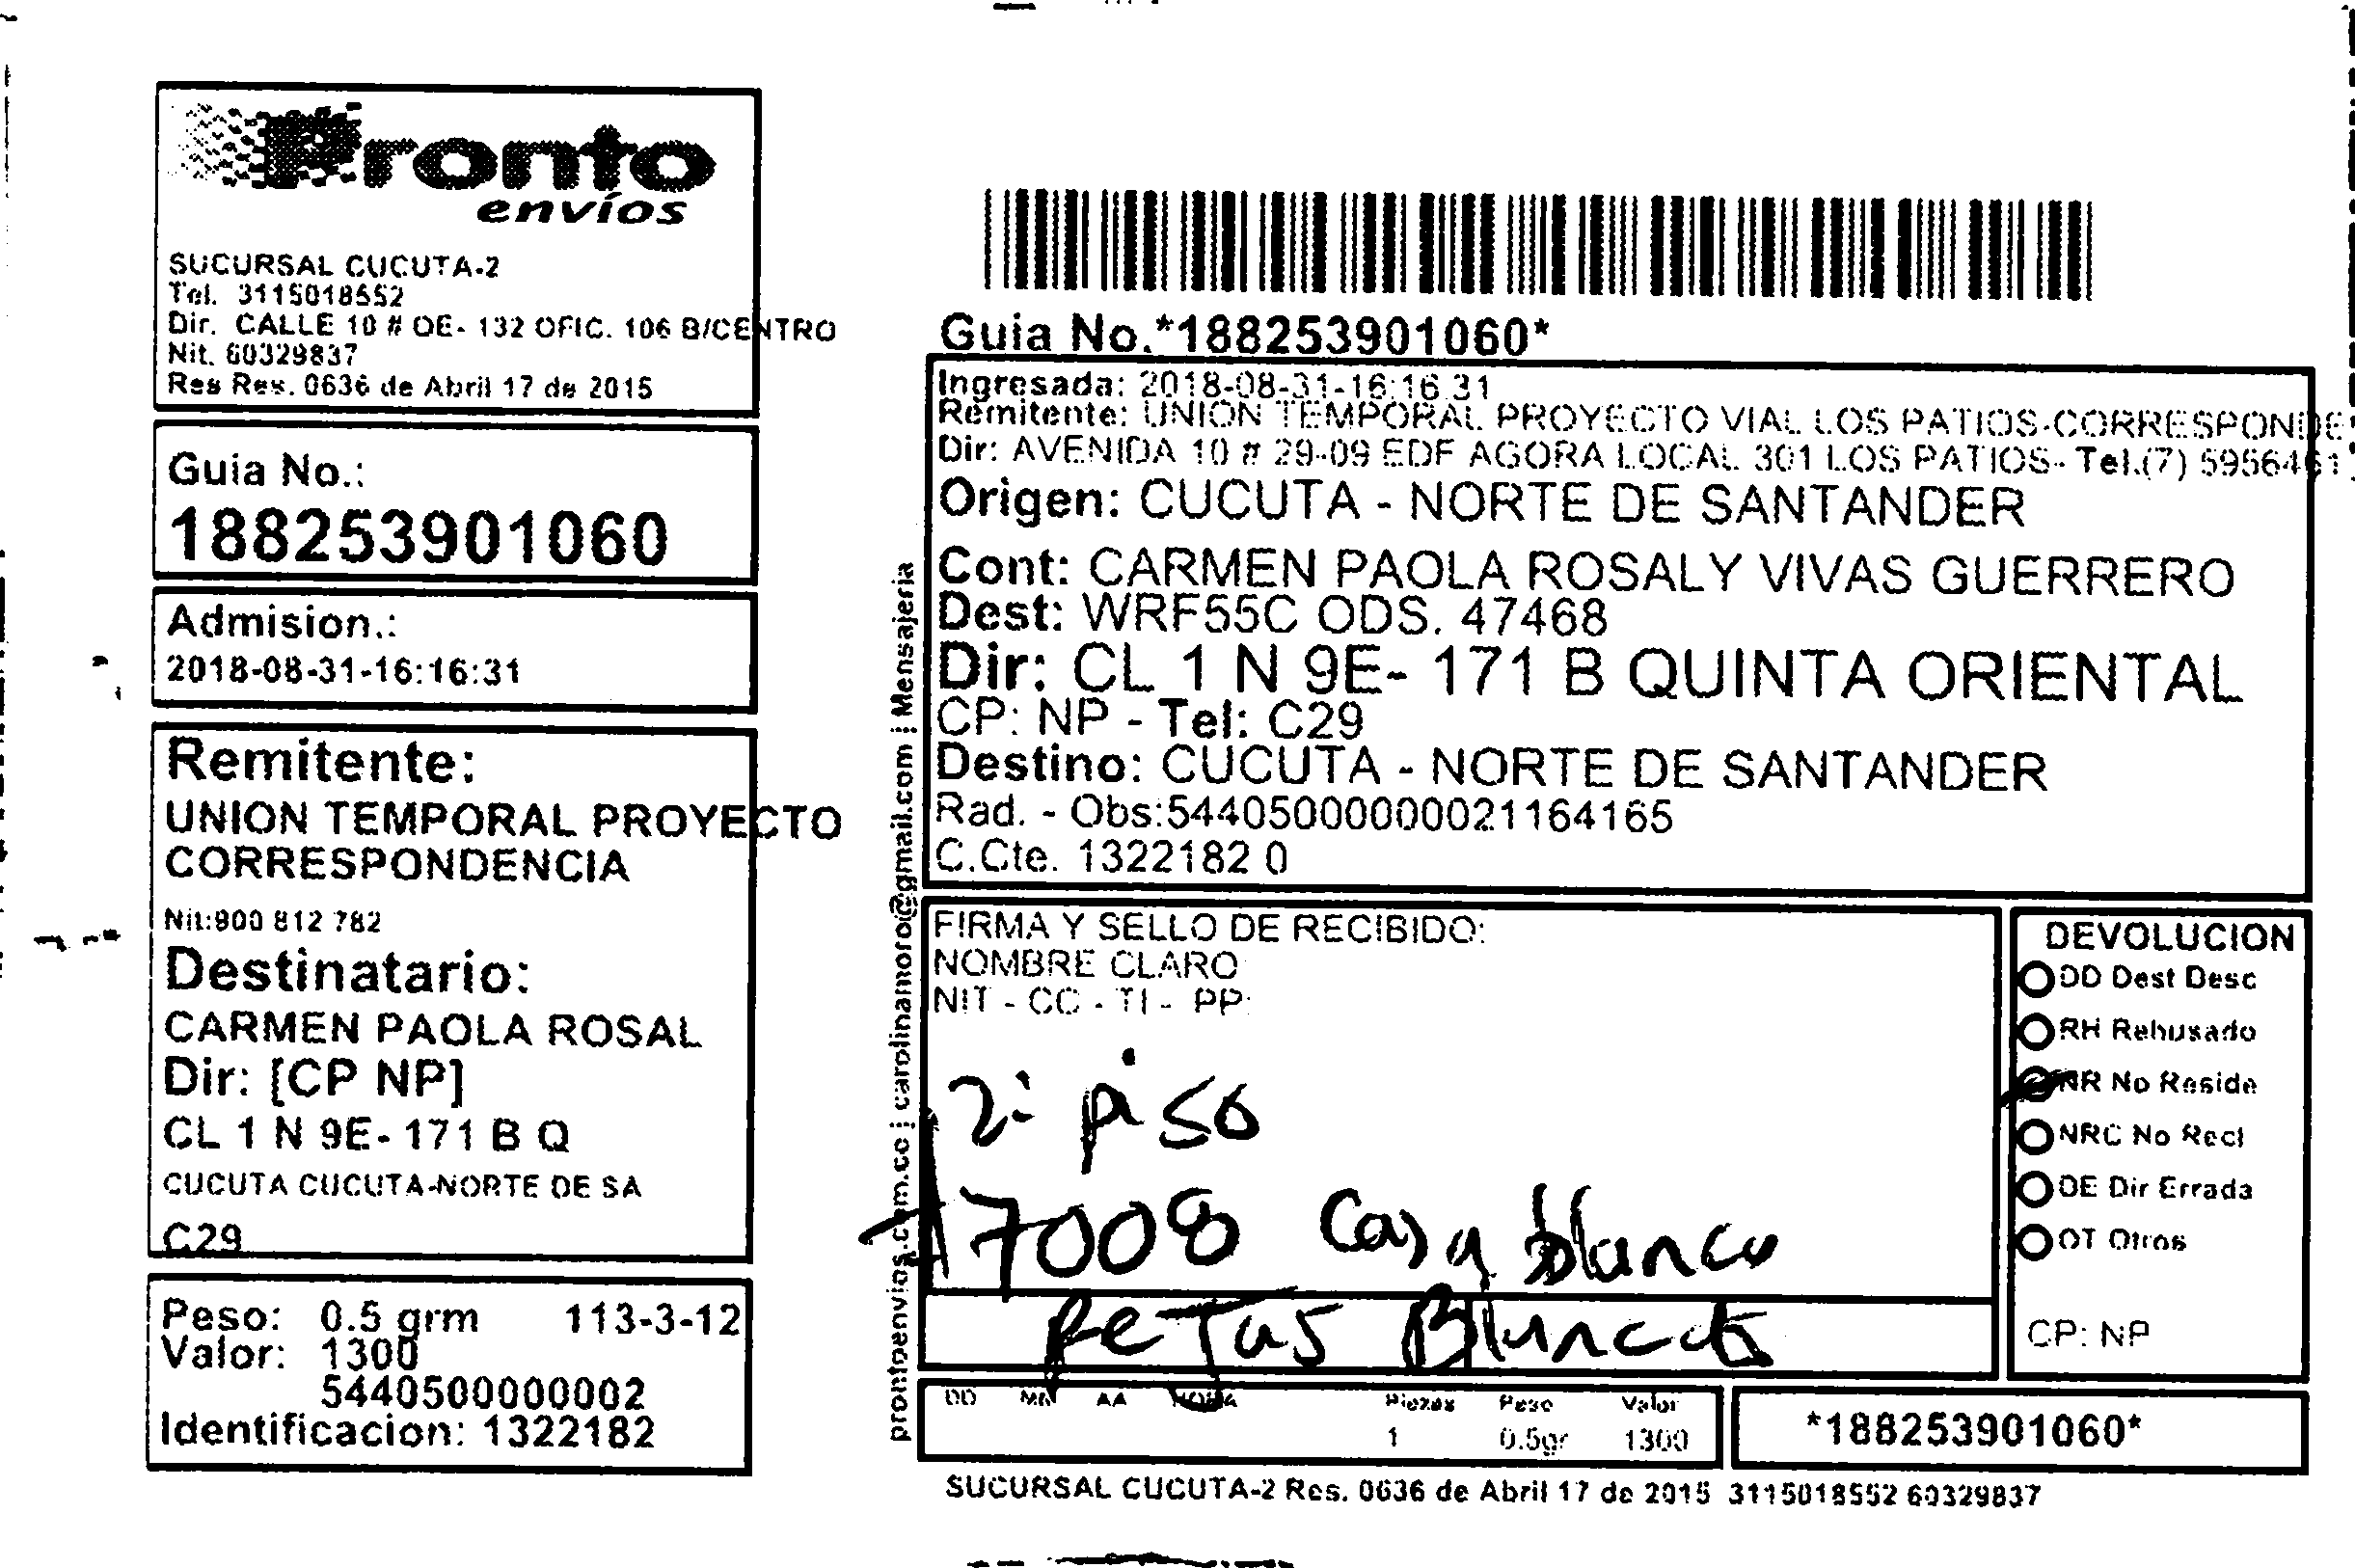 Pronto
envíos
SUCURSAL CUCUTA-2
Tel. 3115018552
Dir. CALLE 10 # OE- 132 OFIC. 106 B/CENTRO
Nit. 60329837
Res Res. 0636 de Abril 17 de 2015
Guia No.:
188253901060
Admision.:
2018-08-31-16:16:31
Remitente:
UNION TEMPORAL PROYECTO
CORRESPONDENCIA
Nit:900 812 782
Destinatario:
CARMEN PAOLA ROSAL
Dir: [CP NP]
CL 1 N 9E- 171 B Q
CUCUTA CUCUTA-NORTE DE SA
C29
Peso: 0.5 grm 113-3-12
Valor: 1300
5440500000002
Identificacion: 1322182
prontoenvios.com.co | carolinamoro@gmail.com | Mensajeria
Guia No.*188253901060*
Ingresada: 2018-08-31-16:16:31
Remitente: UNION TEMPORAL PROYECTO VIAL LOS PATIOS-CORRESPONDE
Dir: AVENIDA 10 # 29-09 EDF AGORA LOCAL 301 LOS PATIOS- Tel.(7) 5956461
Origen: CUCUTA - NORTE DE SANTANDER
Cont: CARMEN PAOLA ROSALY VIVAS GUERRERO
Dest: WRF55C ODS. 47468
Dir: CL 1 N 9E- 171 B QUINTA ORIENTAL
CP: NP - Tel: C29
Destino: CUCUTA - NORTE DE SANTANDER
Rad. - Obs:544050000000021164165
C.Cte. 1322182 0
FIRMA Y SELLO DE RECIBIDO:
NOMBRE CLARO:
NIT - CC - TI - PP:
2: piso
17008 Casa blanca
Retas Blancas
DEVOLUCION
DD Dest Desc
RH Rehusado
NR No Reside
NRC No Recl
DE Dir Errada
OT Otros
CP: NP
DD MM AA HORA Piezas Peso Valor
1 0.5gr 1300
*188253901060*
SUCURSAL CUCUTA-2 Res. 0636 de Abril 17 de 2015 3115018552 60329837